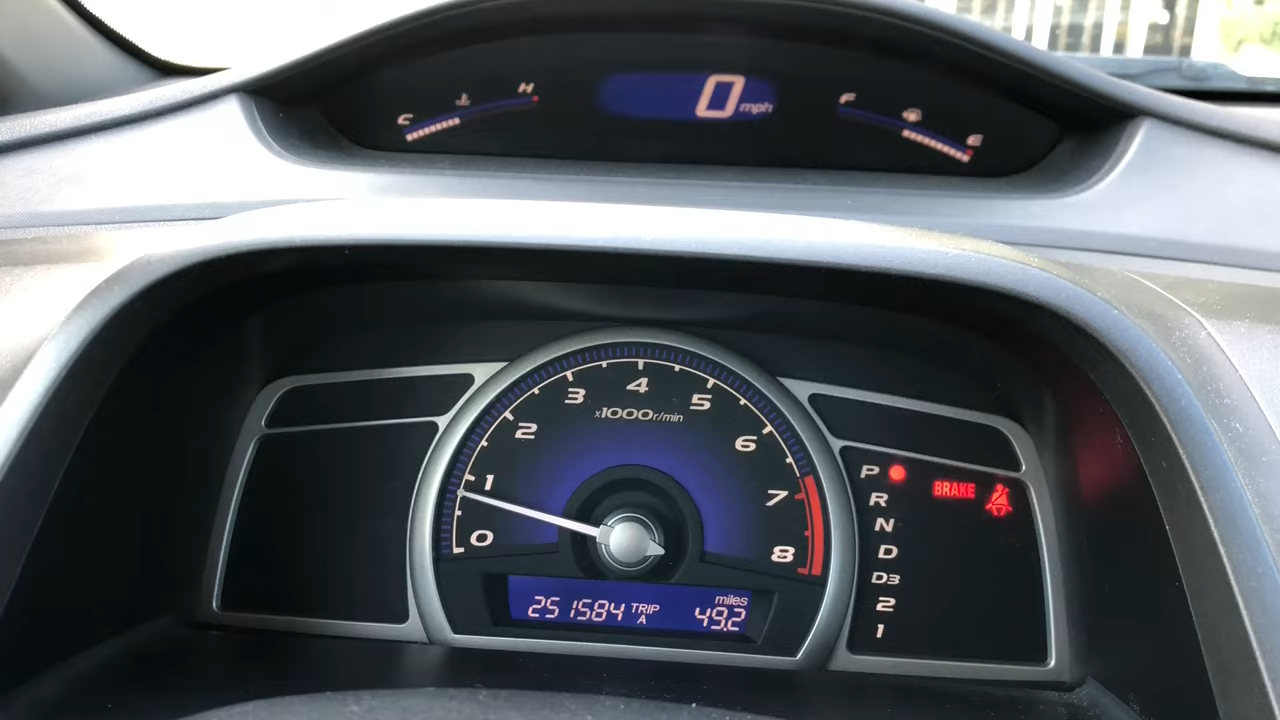 C H
0 mph
F E
x1000r/min
0 1 2 3 4 5 6 7 8
251584 TRIP A miles 49.2
P BRAKE
R
N
D
D3
2
1